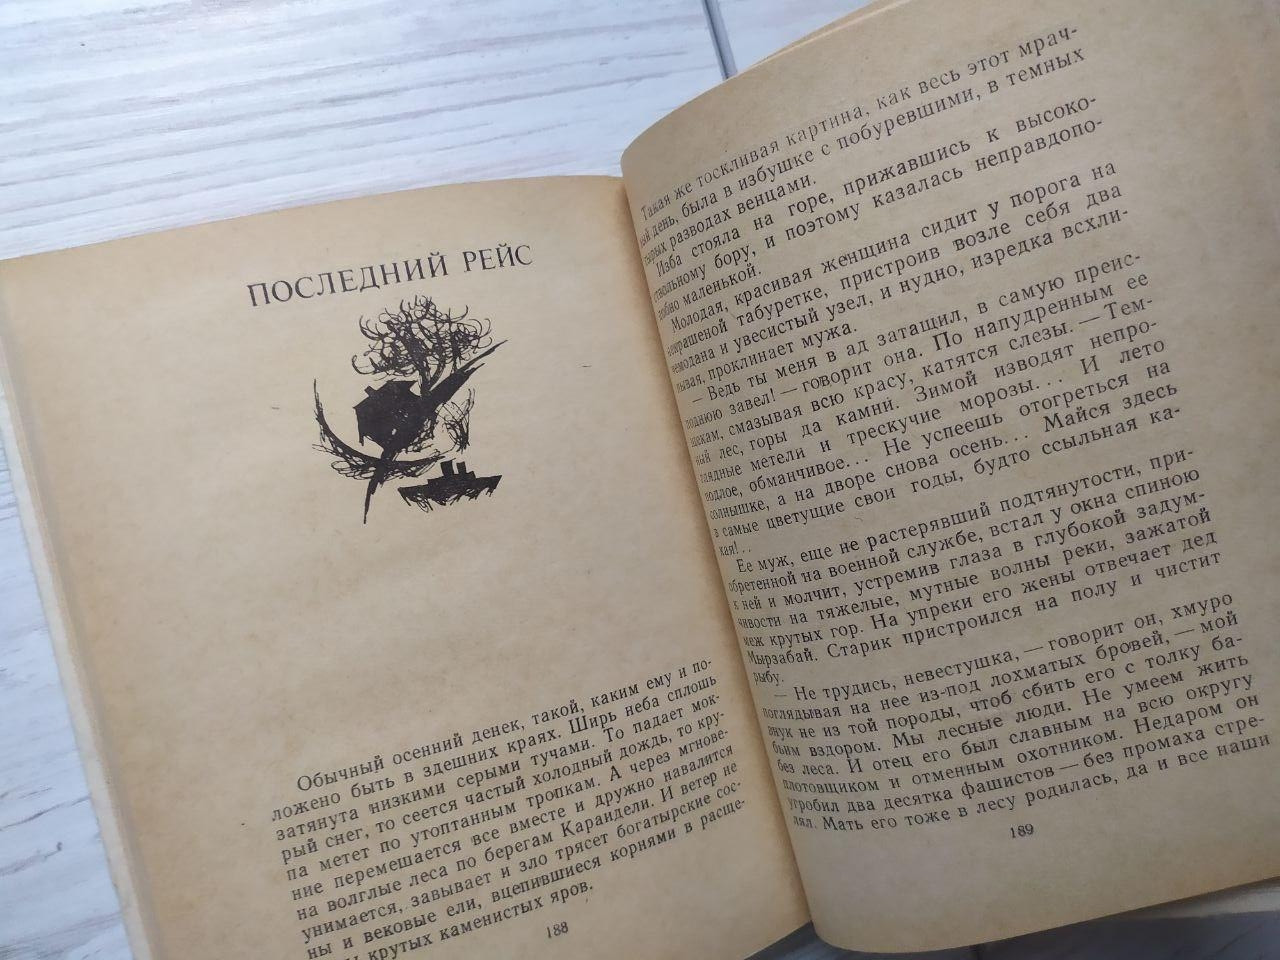 ПОСЛЕДНИЙ РЕЙС
Обычный осенний денек, такой, каким ему и по-
ложено быть в здешних краях. Ширь неба сплошь
затянута низкими серыми тучами. То падает мок-
рый снег, то сеется частый холодный дождь, то кру-
па метет по утоптанным тропкам. А через мгнове-
ние перемешается все вместе и дружно навалится
на волглые леса по берегам Караидели. И ветер не
унимается, завывает и зло трясет богатырские сос-
ны и вековые ели, вцепившиеся корнями в расще-
крутых каменистых яров.
188
Такая же тоскливая картина, как весь этот мрач-
ный день, была в избушке с побуревшими, в темных
сырых разводах венцами.
Изба стояла на горе, прижавшись к высоко-
ствольному бору, и поэтому казалась неправдопо-
добно маленькой.
Молодая, красивая женщина сидит у порога на
некрашеной табуретке, пристроив возле себя два
чемодана и увесистый узел, и нудно, изредка всхли-
пывая, проклинает мужа.
— Ведь ты меня в ад затащил, в самую преис-
поднюю завел! — говорит она. По напудренным ее
щекам, смазывая всю красу, катятся слезы. — Тем-
ный лес, горы да камни. Зимой изводят непро-
глядные метели и трескучие морозы... И лето
подлое, обманчивое... Не успеешь отогреться на
солнышке, а на дворе снова осень... Майся здесь
в самые цветущие свои годы, будто ссыльная ка-
кая!..
Ее муж, еще не растерявший подтянутости, при-
обретенной на военной службе, встал у окна спиною
к ней и молчит, устремив глаза в глубокой задум-
чивости на тяжелые, мутные волны реки, зажатой
меж крутых гор. На упреки его жены отвечает дед
Мырзабай. Старик пристроился на полу и чистит
рыбу.
— Не трудись, невестушка, — говорит он, хмуро
поглядывая на нее из-под лохматых бровей, — мой
внук не из той породы, чтоб сбить его с толку ба-
бьим вздором. Мы лесные люди. Не умеем жить
без леса. И отец его был славным на всю округу
плотовщиком и отменным охотником. Недаром он
угробил два десятка фашистов — без промаха стре-
лял. Мать его тоже в лесу родилась, да и все наши
189